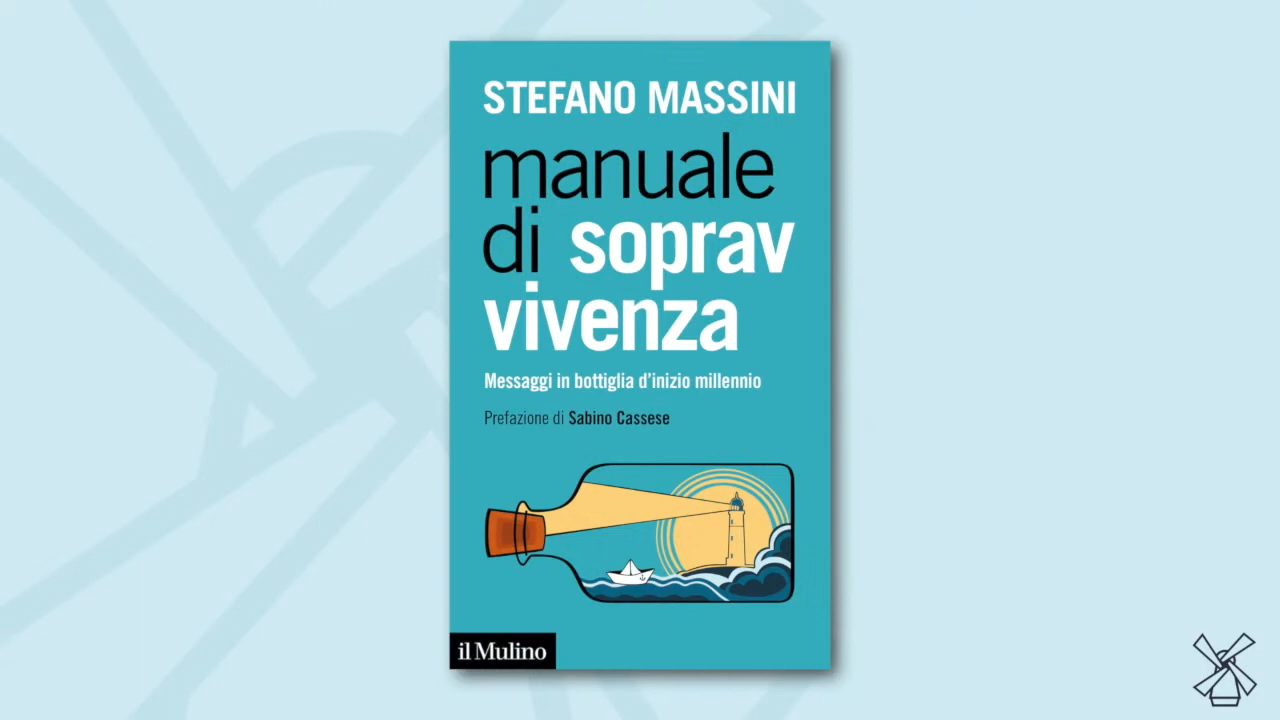 STEFANO MASSINI
manuale
di soprav
vivenza
Messaggi in bottiglia d'inizio millennio
Prefazione di Sabino Cassese
il Mulino